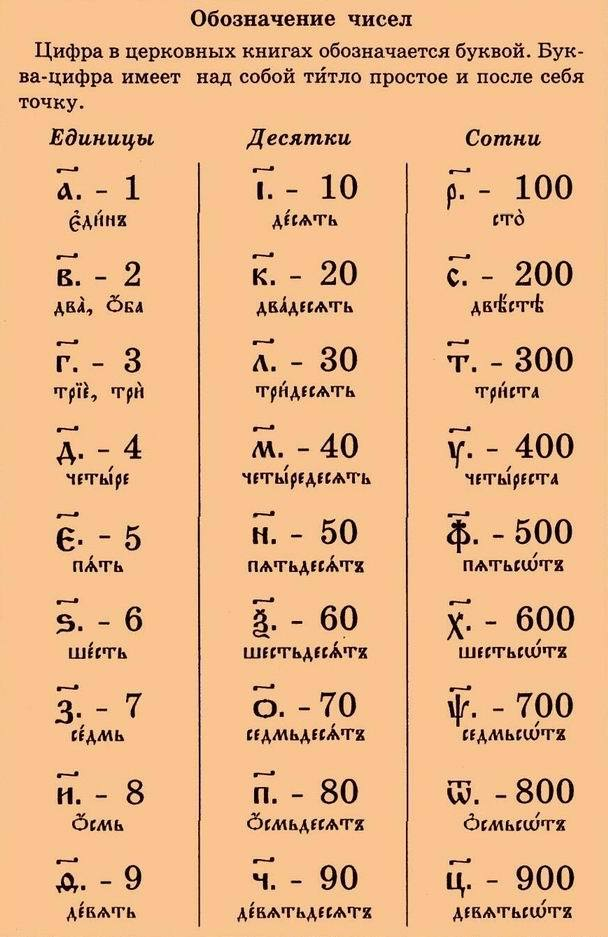 Обозначение чисел
Цифра в церковных книгах обозначается буквой. Бук-
ва-цифра имеет над собой ти́тло простое и после себя
точку.
Единицы Десятки Сотни
а҃. - 1 і҃. - 10 р҃. - 100
є҆ди́нъ де́сѧть сто̀
в҃. - 2 к҃. - 20 с҃. - 200
два̀, ѻ҆́ба два́десѧть двѣ́стѣ
г҃. - 3 л҃. - 30 т҃. - 300
трїѐ, трѝ три́десѧть три́ста
д҃. - 4 м҃. - 40 ѵ҃. - 400
четы́ре четы́редесѧть четы́реста
є҃. - 5 н҃. - 50 ф҃. - 500
пѧ́ть пѧтьдесѧ́тъ пѧтьсѡ́тъ
ѕ҃. - 6 ѯ҃. - 60 х҃. - 600
ше́сть шестьдесѧ́тъ шестьсѡ́тъ
з҃. - 7 ѻ҃. - 70 ѱ҃. - 700
се́дмь седмьдесѧ́тъ седмьсѡ́тъ
и҃. - 8 п҃. - 80 ѿ. - 800
ѻ҆́смь ѻ҆́смьдесѧтъ ѻ҆смьсѡ́тъ
ѳ҃. - 9 ч҃. - 90 ц҃. - 900
де́вѧть де́вѧтьдесѧтъ девѧтьсѡ́тъ